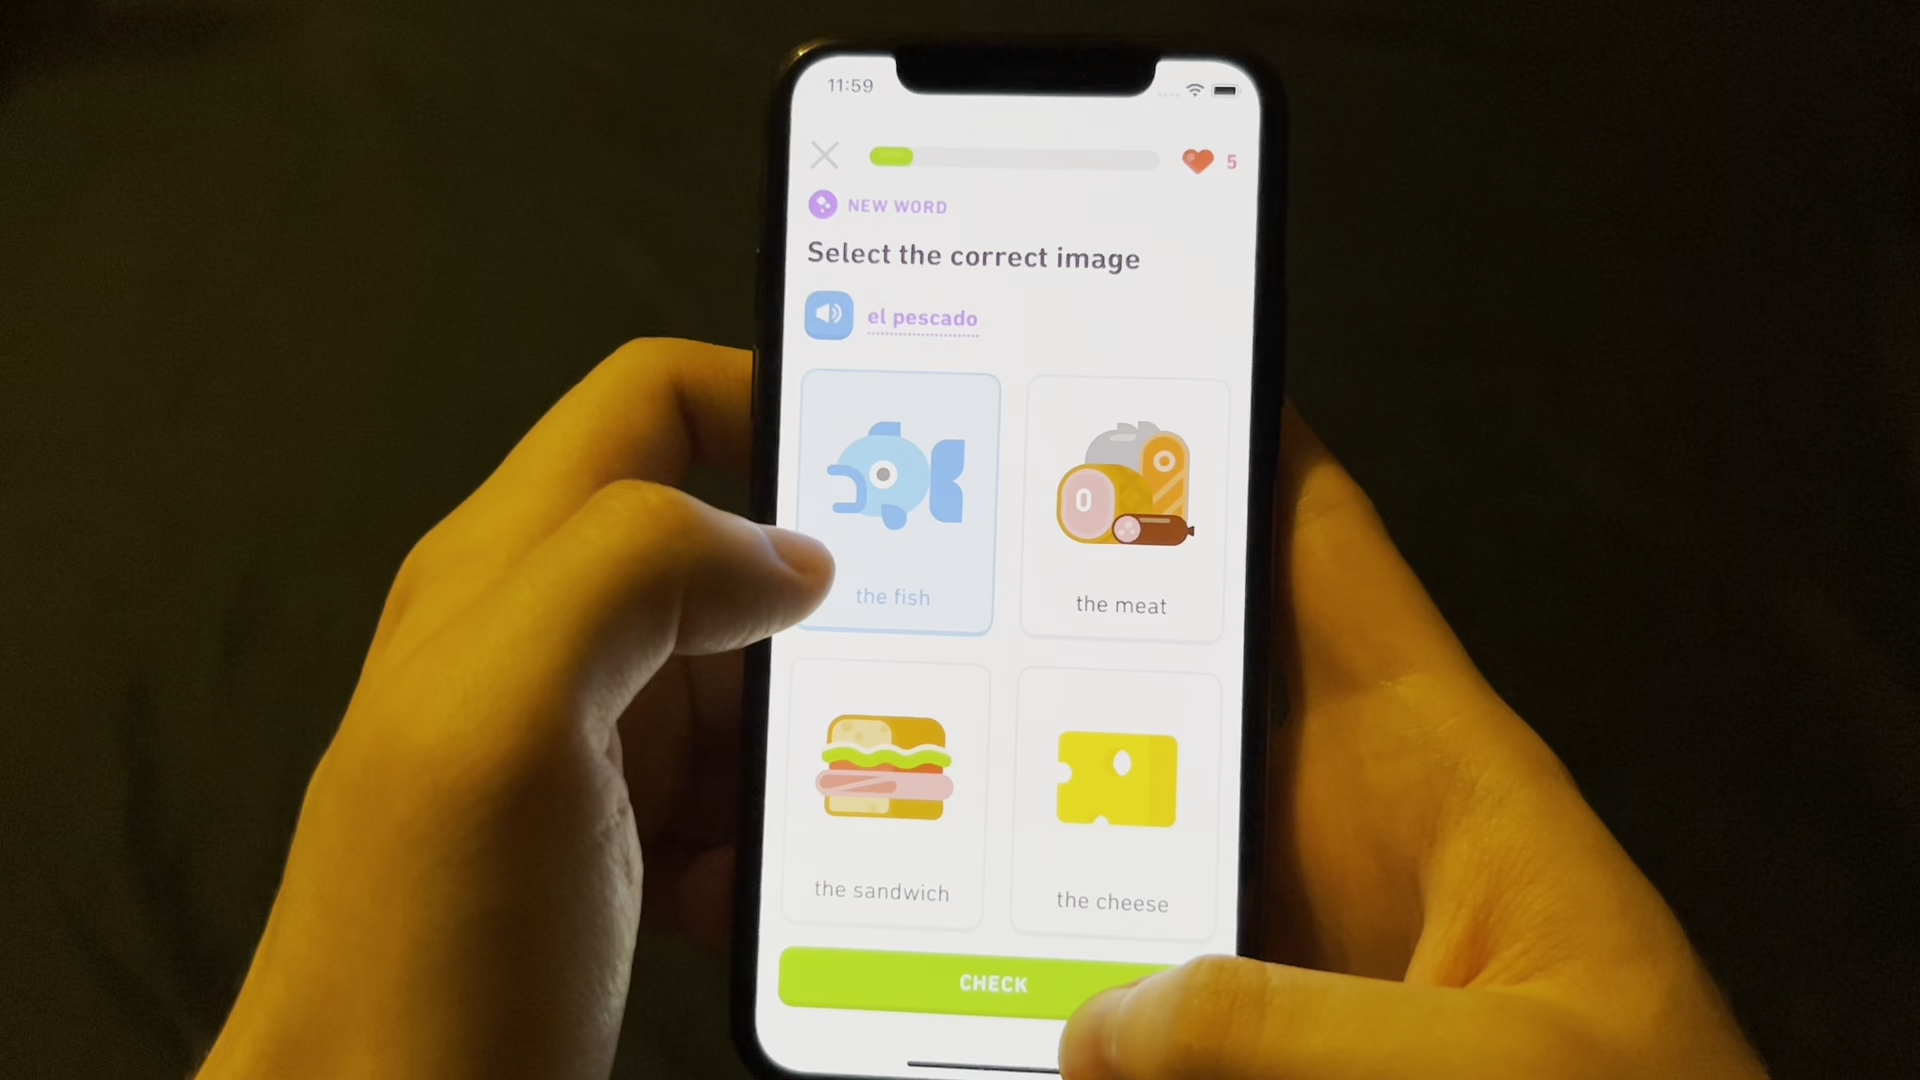 11:59
5
NEW WORD
Select the correct image
el pescado
the fish
the meat
the sandwich
the cheese
CHECK